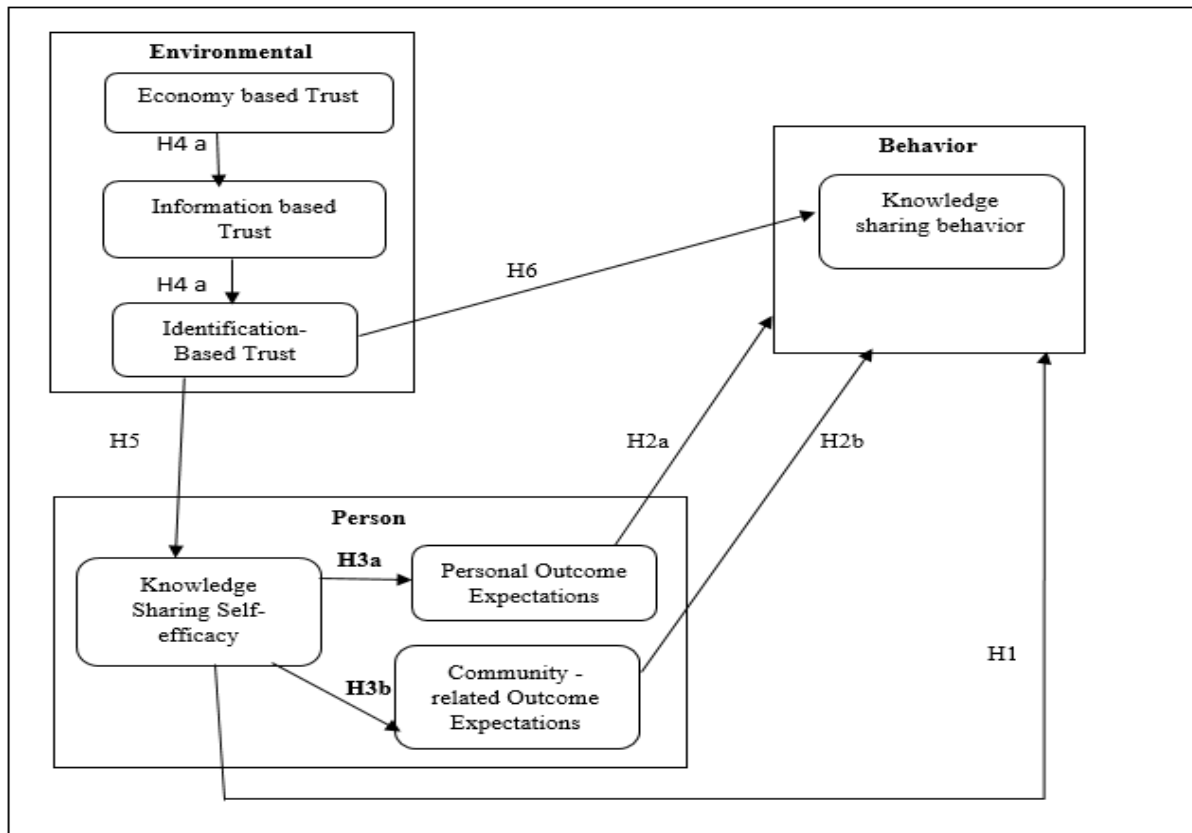 Environmental
Economy based Trust
H4 a
Information based
Trust
H4 a
Identification-
Based Trust
Behavior
Knowledge
sharing behavior
H6
H5
H2a
H2b
Person
H3a
Knowledge
Sharing Self-
efficacy
Personal Outcome
Expectations
H3b
Community -
related Outcome
Expectations
H1